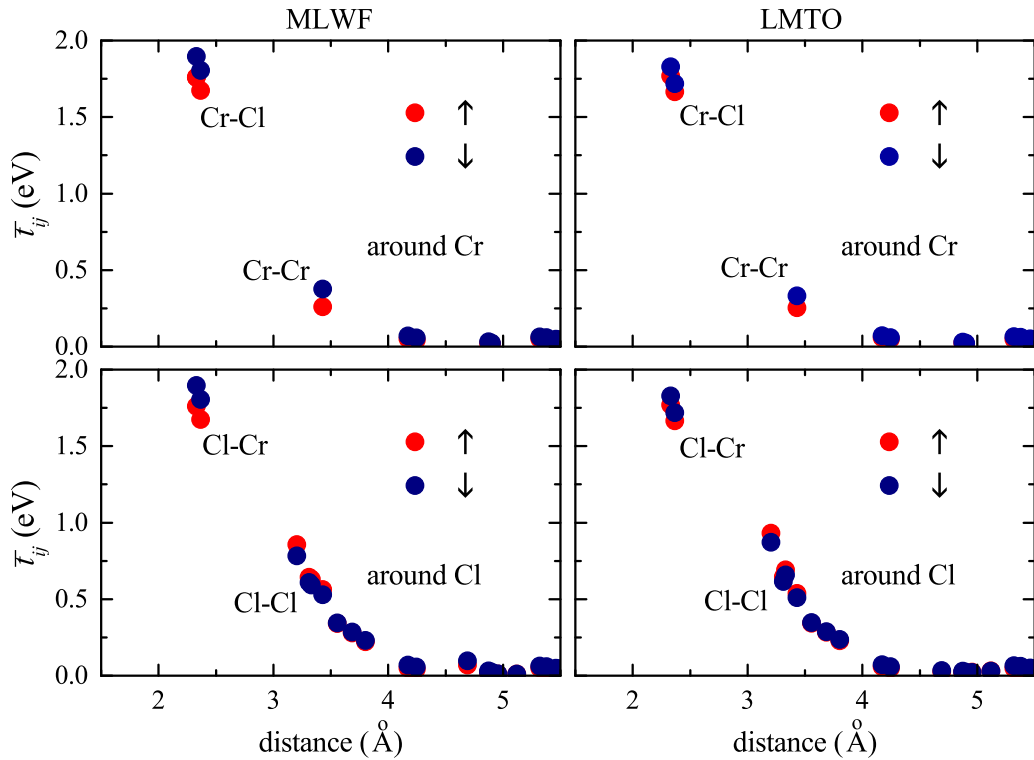 MLWF
LMTO
2.0
1.5
1.0
0.5
0.0
t̅ij (eV)
Cr-Cl
↑
↓
around Cr
Cr-Cr
Cr-Cl
↑
↓
around Cr
Cr-Cr
2.0
1.5
1.0
0.5
0.0
t̅ij (eV)
Cl-Cr
↑
↓
around Cl
Cl-Cl
Cl-Cr
↑
↓
around Cl
Cl-Cl
2 3 4 5
2 3 4 5
distance (Å)
distance (Å)